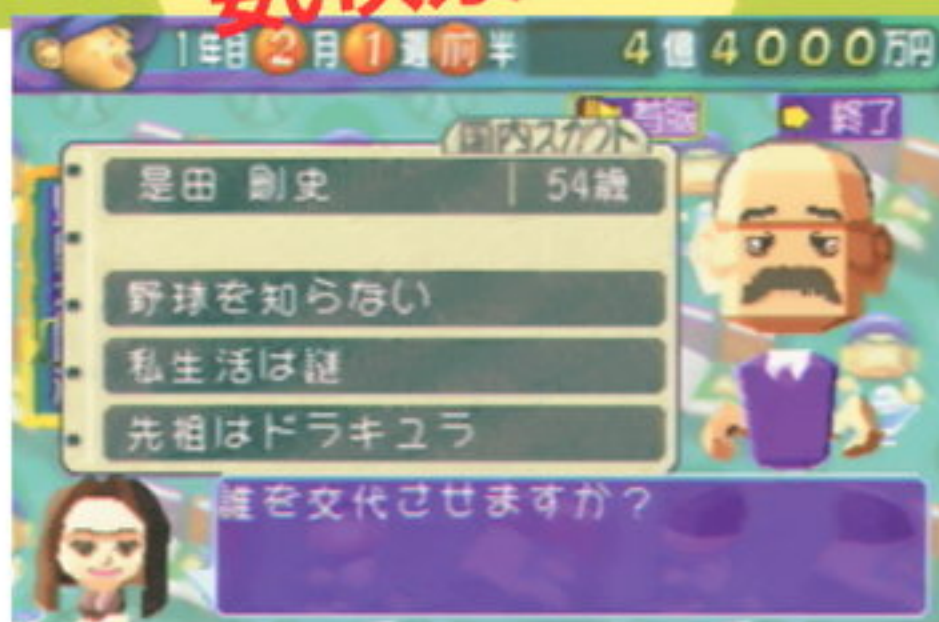 1年目2月1週前半 4億4000万円
終了
国内スカウト
是田 剛史 54歳
野球を知らない
私生活は謎
先祖はドラキュラ
誰を交代させますか?